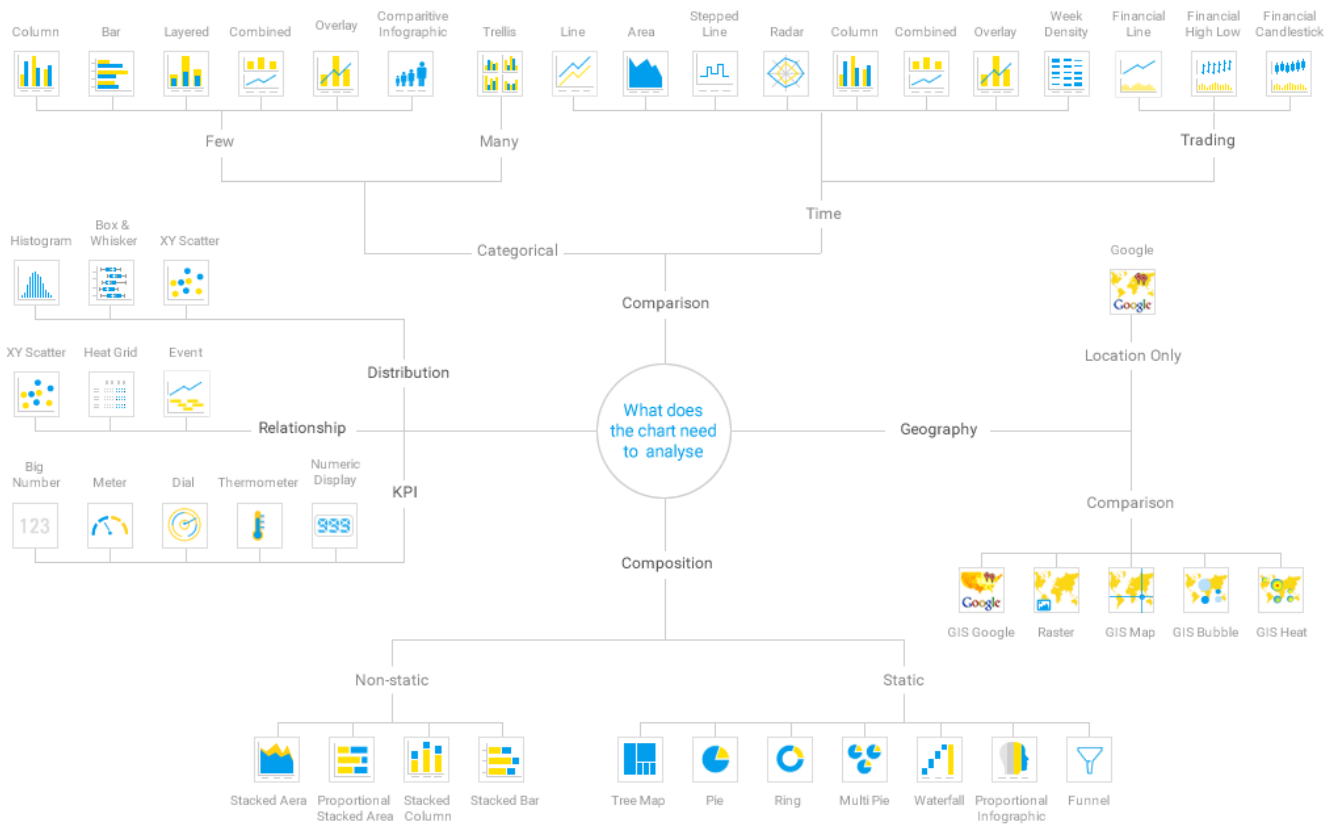 Column
Bar
Layered
Combined
Overlay
Comparitive
Infographic
Trellis
Line
Area
Stepped
Line
Radar
Column
Combined
Overlay
Week
Density
Financial
Line
Financial
High Low
Financial
Candlestick
Few
Many
Trading
Time
Categorical
Comparison
Histogram
Box &
Whisker
XY Scatter
Distribution
XY Scatter
Heat Grid
Event
Relationship
Big
Number
123
Meter
Dial
Thermometer
Numeric
Display
999
KPI
What does
the chart need
to analyse
Google
Google
Location Only
Geography
Comparison
Google
GIS Google
Raster
GIS Map
GIS Bubble
GIS Heat
Composition
Non-static
Static
Stacked Aera
Proportional
Stacked Area
Stacked
Column
Stacked Bar
Tree Map
Pie
Ring
Multi Pie
Waterfall
Proportional
Infographic
Funnel